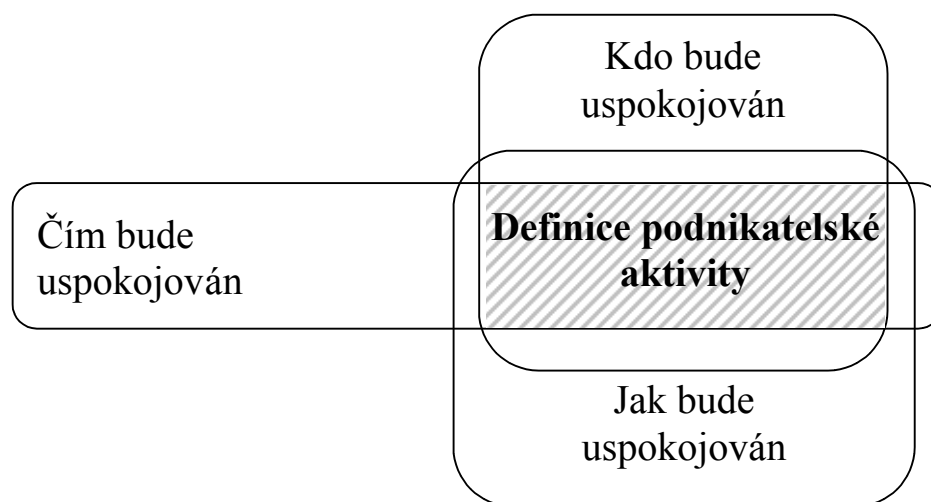 Kdo bude
uspokojován
Čím bude
uspokojován
Definice podnikatelské
aktivity
Jak bude
uspokojován